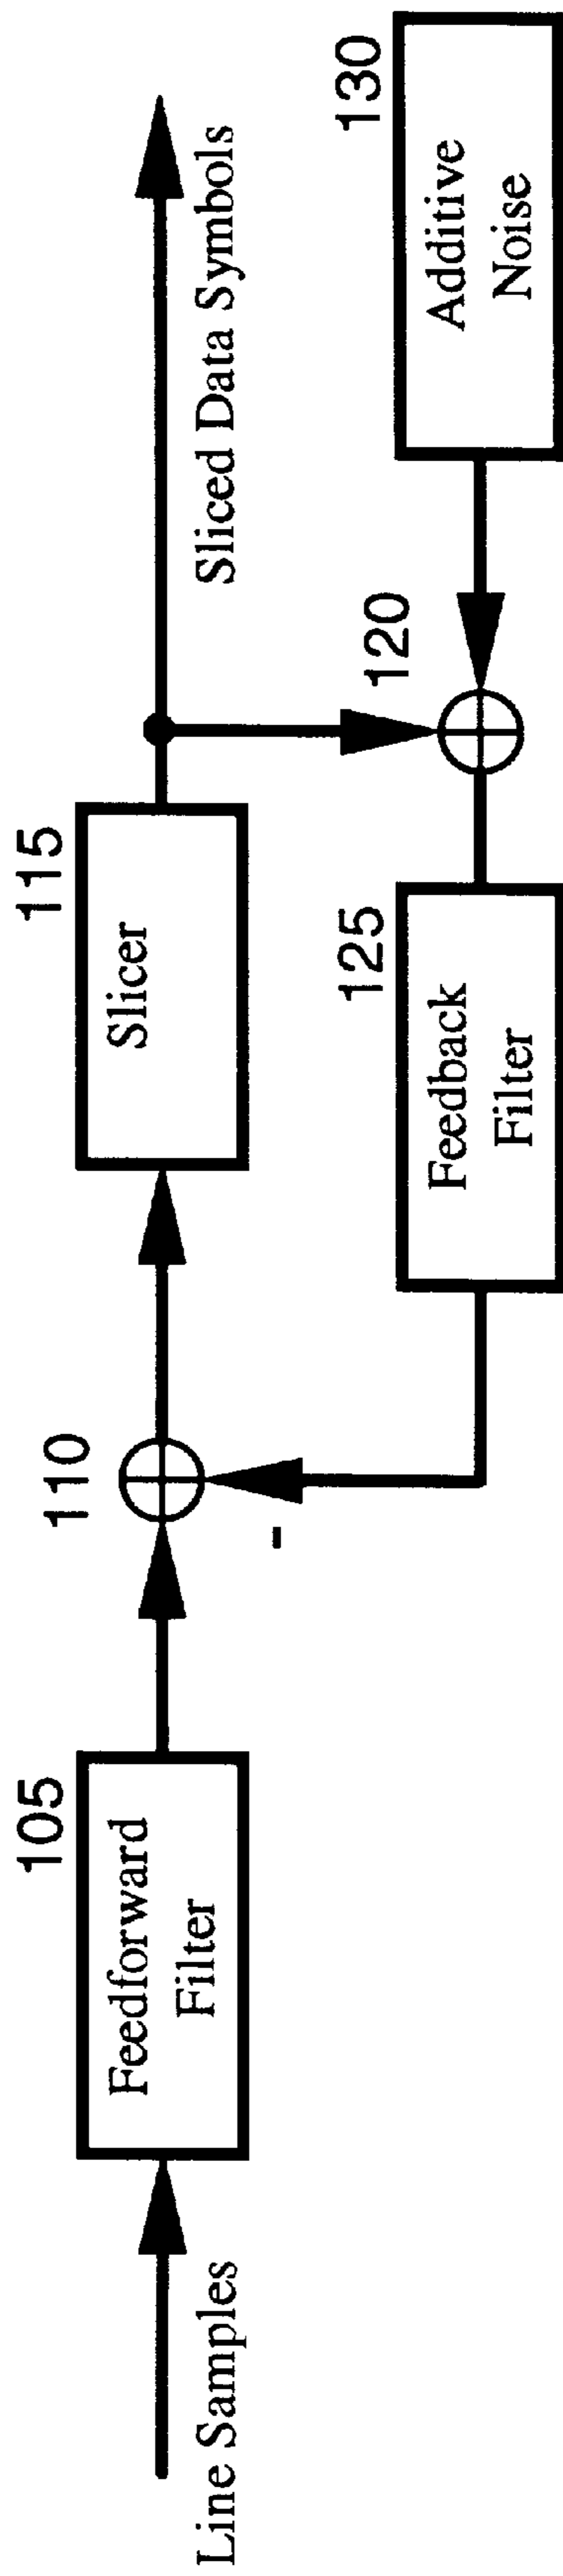 Line Samples
105
Feedforward
Filter
110
-
115
Slicer
Sliced Data Symbols
120
125
Feedback
Filter
130
Additive
Noise